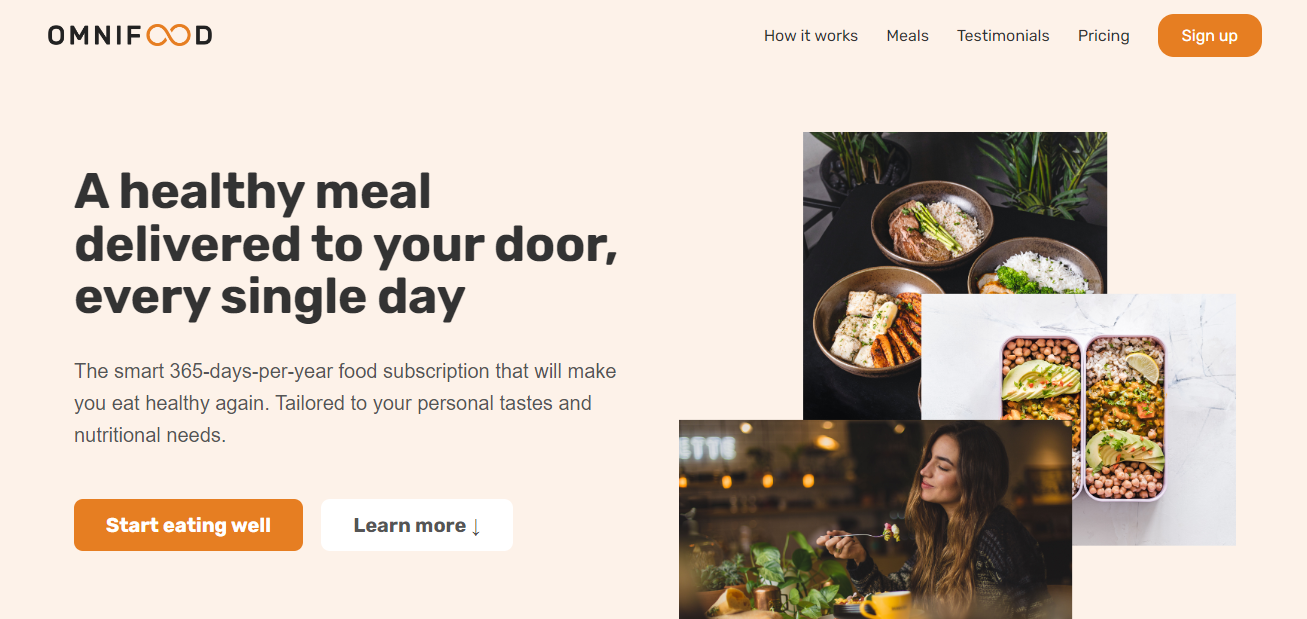 OMNIFOOD
How it works Meals Testimonials Pricing Sign up
A healthy meal
delivered to your door,
every single day
The smart 365-days-per-year food subscription that will make
you eat healthy again. Tailored to your personal tastes and
nutritional needs.
Start eating well Learn more ↓